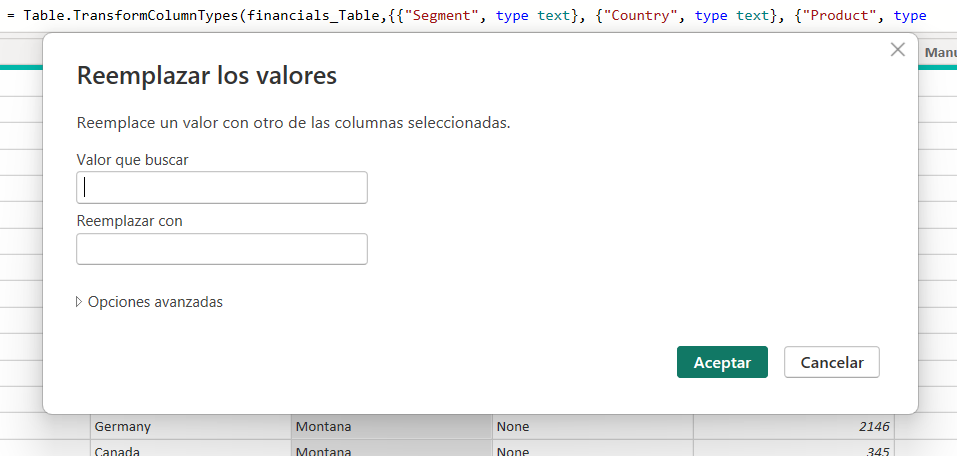 = Table.TransformColumnTypes(financials_Table,{{"Segment", type text}, {"Country", type text}, {"Product", type
Manu
Reemplazar los valores
Reemplace un valor con otro de las columnas seleccionadas.
Valor que buscar
Reemplazar con
Opciones avanzadas
Aceptar Cancelar
Germany Montana None 2146
Canada Montana None 345